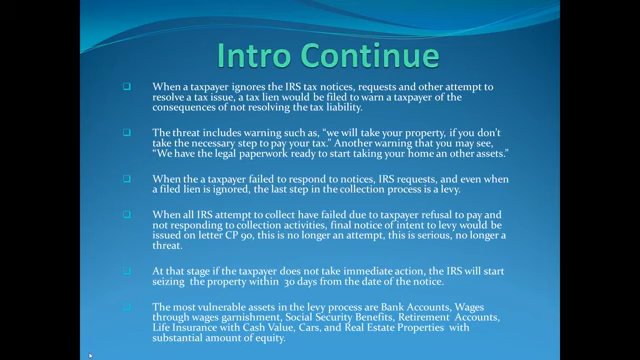 Intro Continue
When a taxpayer ignores the IRS tax notices, requests and other attempt to
resolve a tax issue, a tax lien would be filed to warn a taxpayer of the
consequences of not resolving the tax liability.
The threat includes warning such as, “we will take your property, if you don’t
take the necessary step to pay your tax.” Another warning that you may see,
“We have the legal paperwork ready to start taking your home an other assets.”
When the a taxpayer failed to respond to notices, IRS requests, and even when
a filed lien is ignored, the last step in the collection process is a levy.
When all IRS attempt to collect have failed due to taxpayer refusal to pay and
not responding to collection activities, final notice of intent to levy would be
issued on letter CP 90, this is no longer an attempt, this is serious, no longer a
threat.
At that stage if the taxpayer does not take immediate action, the IRS will start
seizing the property within 30 days from the date of the notice.
The most vulnerable assets in the levy process are Bank Accounts, Wages
through wages garnishment, Social Security Benefits, Retirement Accounts,
Life Insurance with Cash Value, Cars, and Real Estate Properties with
substantial amount of equity.